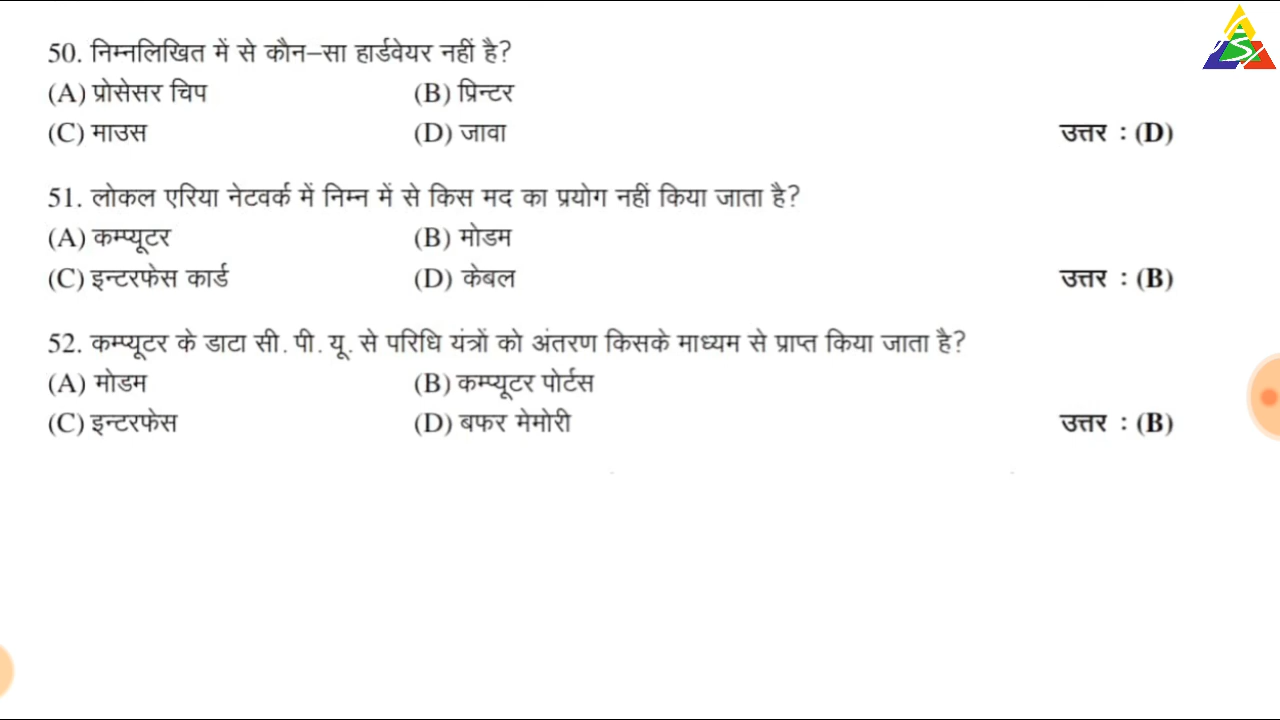 50. निम्नलिखित में से कौन–सा हार्डवेयर नहीं है?
(A) प्रोसेसर चिप (B) प्रिन्टर
(C) माउस (D) जावा उत्तर : (D)
51. लोकल एरिया नेटवर्क में निम्न में से किस मद का प्रयोग नहीं किया जाता है?
(A) कम्प्यूटर (B) मोडम
(C) इन्टरफेस कार्ड (D) केबल उत्तर : (B)
52. कम्प्यूटर के डाटा सी. पी. यू. से परिधि यंत्रों को अंतरण किसके माध्यम से प्राप्त किया जाता है?
(A) मोडम (B) कम्प्यूटर पोर्टस
(C) इन्टरफेस (D) बफर मेमोरी उत्तर : (B)